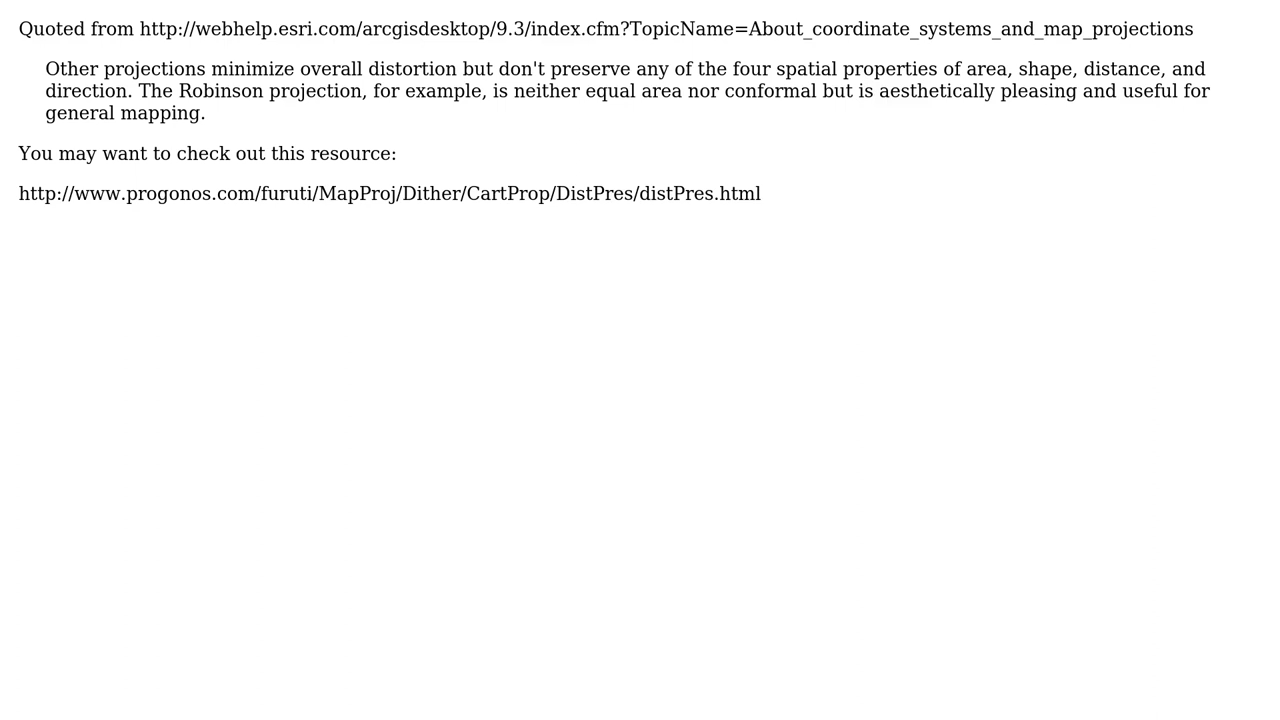 Quoted from http://webhelp.esri.com/arcgisdesktop/9.3/index.cfm?TopicName=About_coordinate_systems_and_map_projections
Other projections minimize overall distortion but don't preserve any of the four spatial properties of area, shape, distance, and
direction. The Robinson projection, for example, is neither equal area nor conformal but is aesthetically pleasing and useful for
general mapping.
You may want to check out this resource:
http://www.progonos.com/furuti/MapProj/Dither/CartProp/DistPres/distPres.html